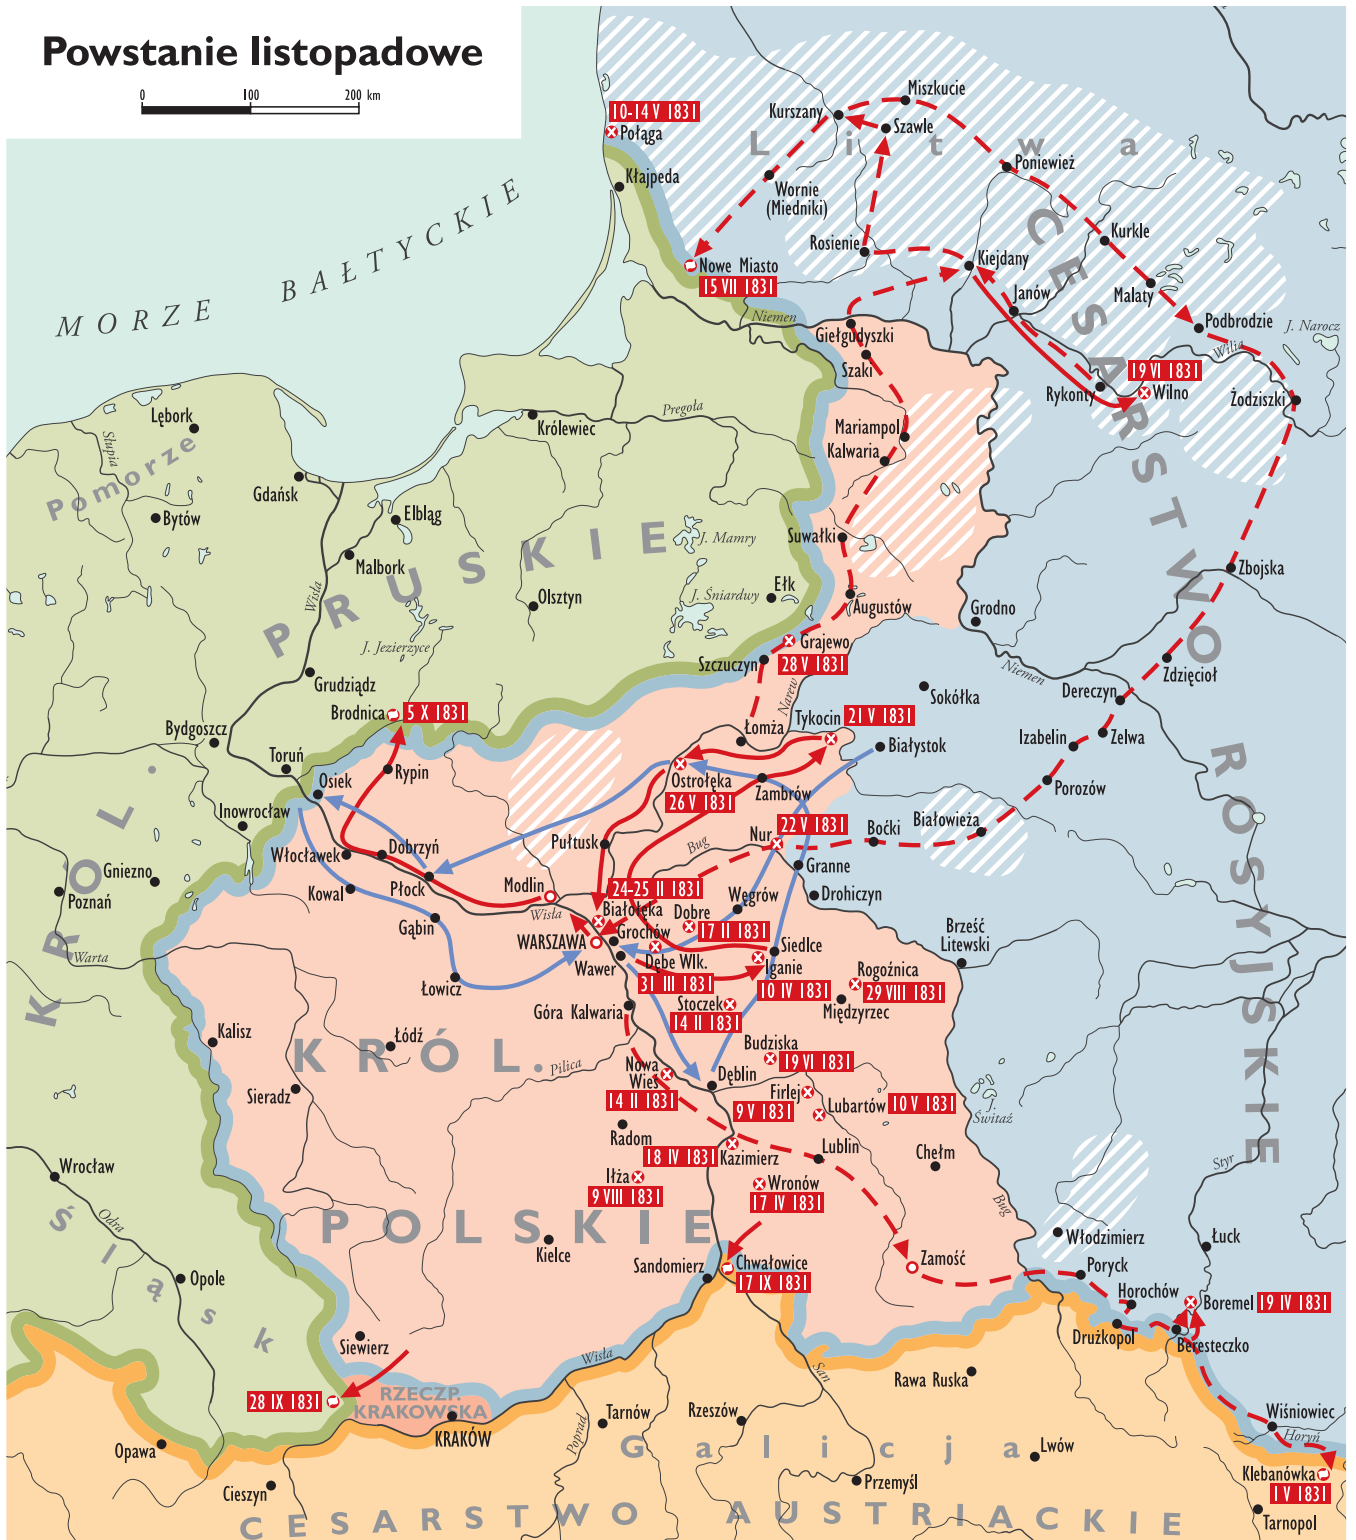 Powstanie listopadowe
0 100 200 km
10-14 V 1831
Połąga
Kłajpeda
MORZE BAŁTYCKIE
Miszkucie
Kurszany
Szawle
Litwa
Poniewież
Wornie
(Miedniki)
Rosienie
Kurkle
Kiejdany
Nowe Miasto
15 VII 1831
Janów
Malaty
Podbrodzie
J. Narocz
Niemen
Giełgudyszki
Szaki
Wilia
19 VI 1831
Rykonty
Wilno
Żodziszki
CESARSTWO
ROSYJSKIE
Lębork
Słupia
Pomorze
Królewiec
Pregoła
Mariampol
Kalwaria
Gdańsk
Bytów
Elbląg
Malbork
KRÓL.
PRUSKIE
J. Mamry
Suwałki
Wisła
Olsztyn
J. Śniardwy
Ełk
Augustów
Grodno
Zbojska
J. Jezierzyce
Grajewo
28 V 1831
Szczuczyn
Grudziądz
Niemen
Zdzięcioł
Sokółka
Dereczyn
Narew
Brodnica
5 X 1831
Bydgoszcz
Łomża
Tykocin
21 V 1831
Białystok
Izabelin
Zelwa
Toruń
Osiek
Rypin
Ostrołęka
26 V 1831
Zambrów
Porozów
Inowrocław
Białowieża
Boćki
Nur
22 V 1831
Bug
Pułtusk
Włocławek
Dobrzyń
Granne
Gniezno
Poznań
Kowal
Płock
Modlin
24-25 II 1831
Węgrów
Drohiczyn
Wisła
Białołęka
Dobre
17 II 1831
Gąbin
WARSZAWA
Grochów
Wawer
Dębe Wlk.
31 III 1831
Siedlce
Iganie
10 IV 1831
Brześć
Litewski
Warta
Rogoźnica
29 VIII 1831
Międzyrzec
Łowicz
Góra Kalwaria
Stoczek
14 II 1831
Kalisz
Łódź
KRÓL.
POLSKIE
Pilica
Budziska
19 VI 1831
Nowa
Wieś
14 II 1831
Dęblin
Sieradz
Firlej
9 V 1831
Lubartów
10 V 1831
J.
Świtaź
Radom
18 IV 1831
Kazimierz
Lublin
Chełm
Wrocław
Iłża
9 VIII 1831
Wronów
17 IV 1831
Styr
Bug
Odra
Śląsk
Kielce
Włodzimierz
Łuck
Sandomierz
Chwałowice
17 IX 1831
Zamość
Opole
Poryck
Horochów
Boremel
19 IV 1831
Drużkopol
Beresteczko
Siewierz
Wisła
San
Rawa Ruska
28 IX 1831
RZECZP.
KRAKOWSKA
KRAKÓW
Tarnów
Rzeszów
Wiśniowiec
Horyń
Opawa
Poprad
Galicja
Lwów
Klebanówka
1 V 1831
Cieszyn
Przemyśl
Tarnopol
CESARSTWO AUSTRIACKIE